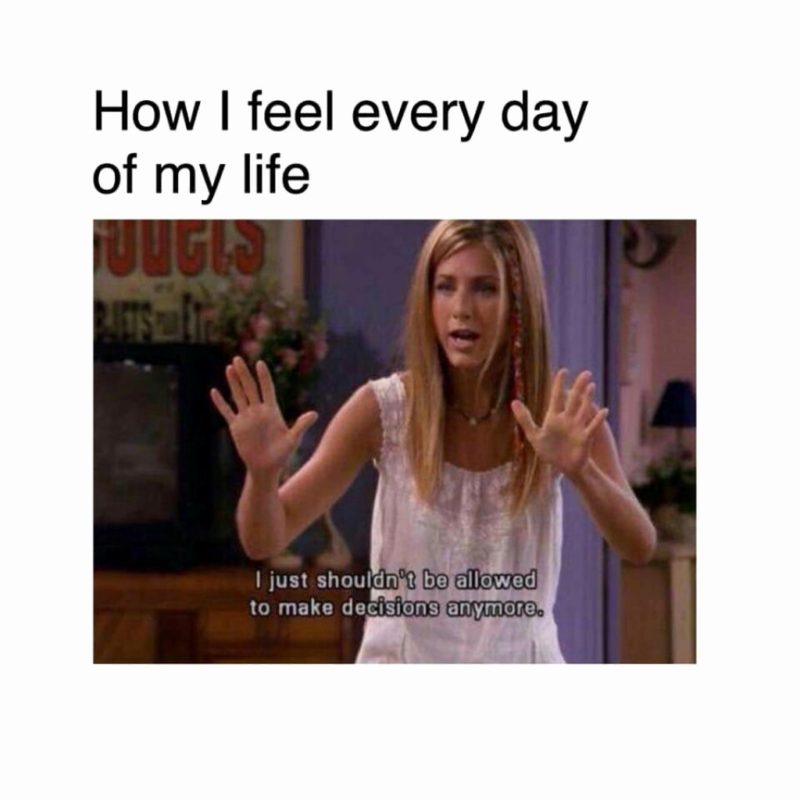 How I feel every day
of my life
I just shouldn't be allowed
to make decisions anymore.